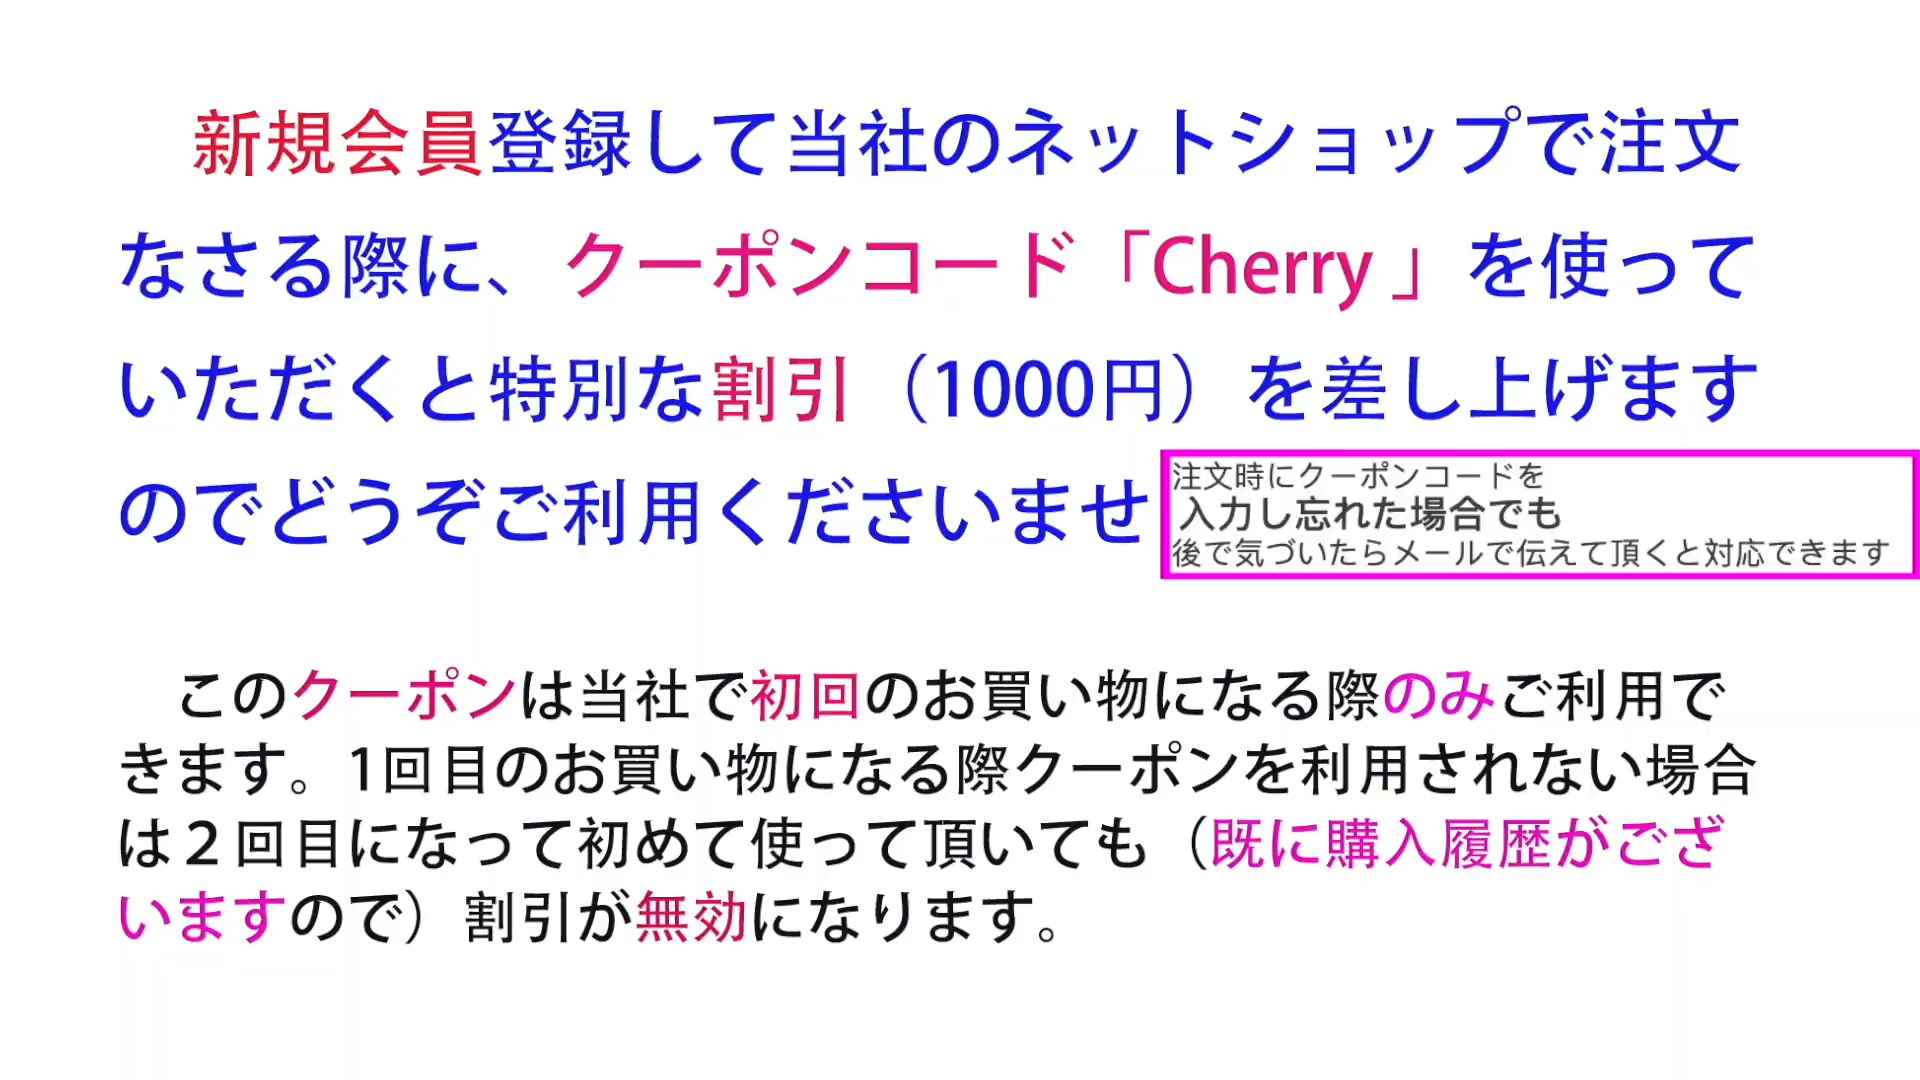 新規会員登録して当社のネットショップで注文
なさる際に、クーポンコード「Cherry」を使って
いただくと特別な割引（1000円）を差し上げます
のでどうぞご利用くださいませ
注文時にクーポンコードを
入力し忘れた場合でも
後で気づいたらメールで伝えて頂くと対応できます
このクーポンは当社で初回のお買い物になる際のみご利用で
きます。1回目のお買い物になる際クーポンを利用されない場合
は２回目になって初めて使って頂いても（既に購入履歴がござ
いますので）割引が無効になります。